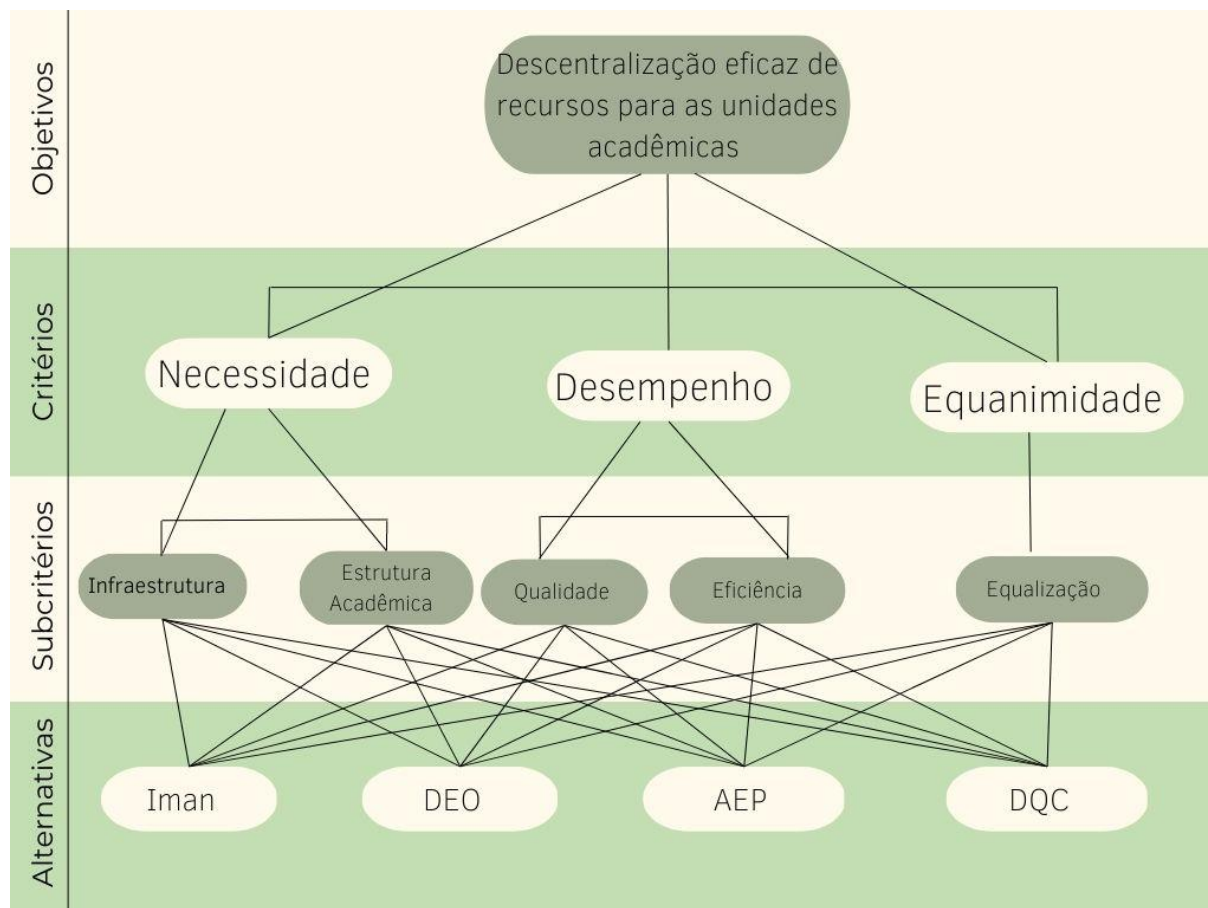 Objetivos
Descentralização eficaz de
recursos para as unidades
acadêmicas
Critérios
Necessidade
Desempenho
Equanimidade
Subcritérios
Infraestrutura
Estrutura
Acadêmica
Qualidade
Eficiência
Equalização
Alternativas
Iman
DEO
AEP
DQC